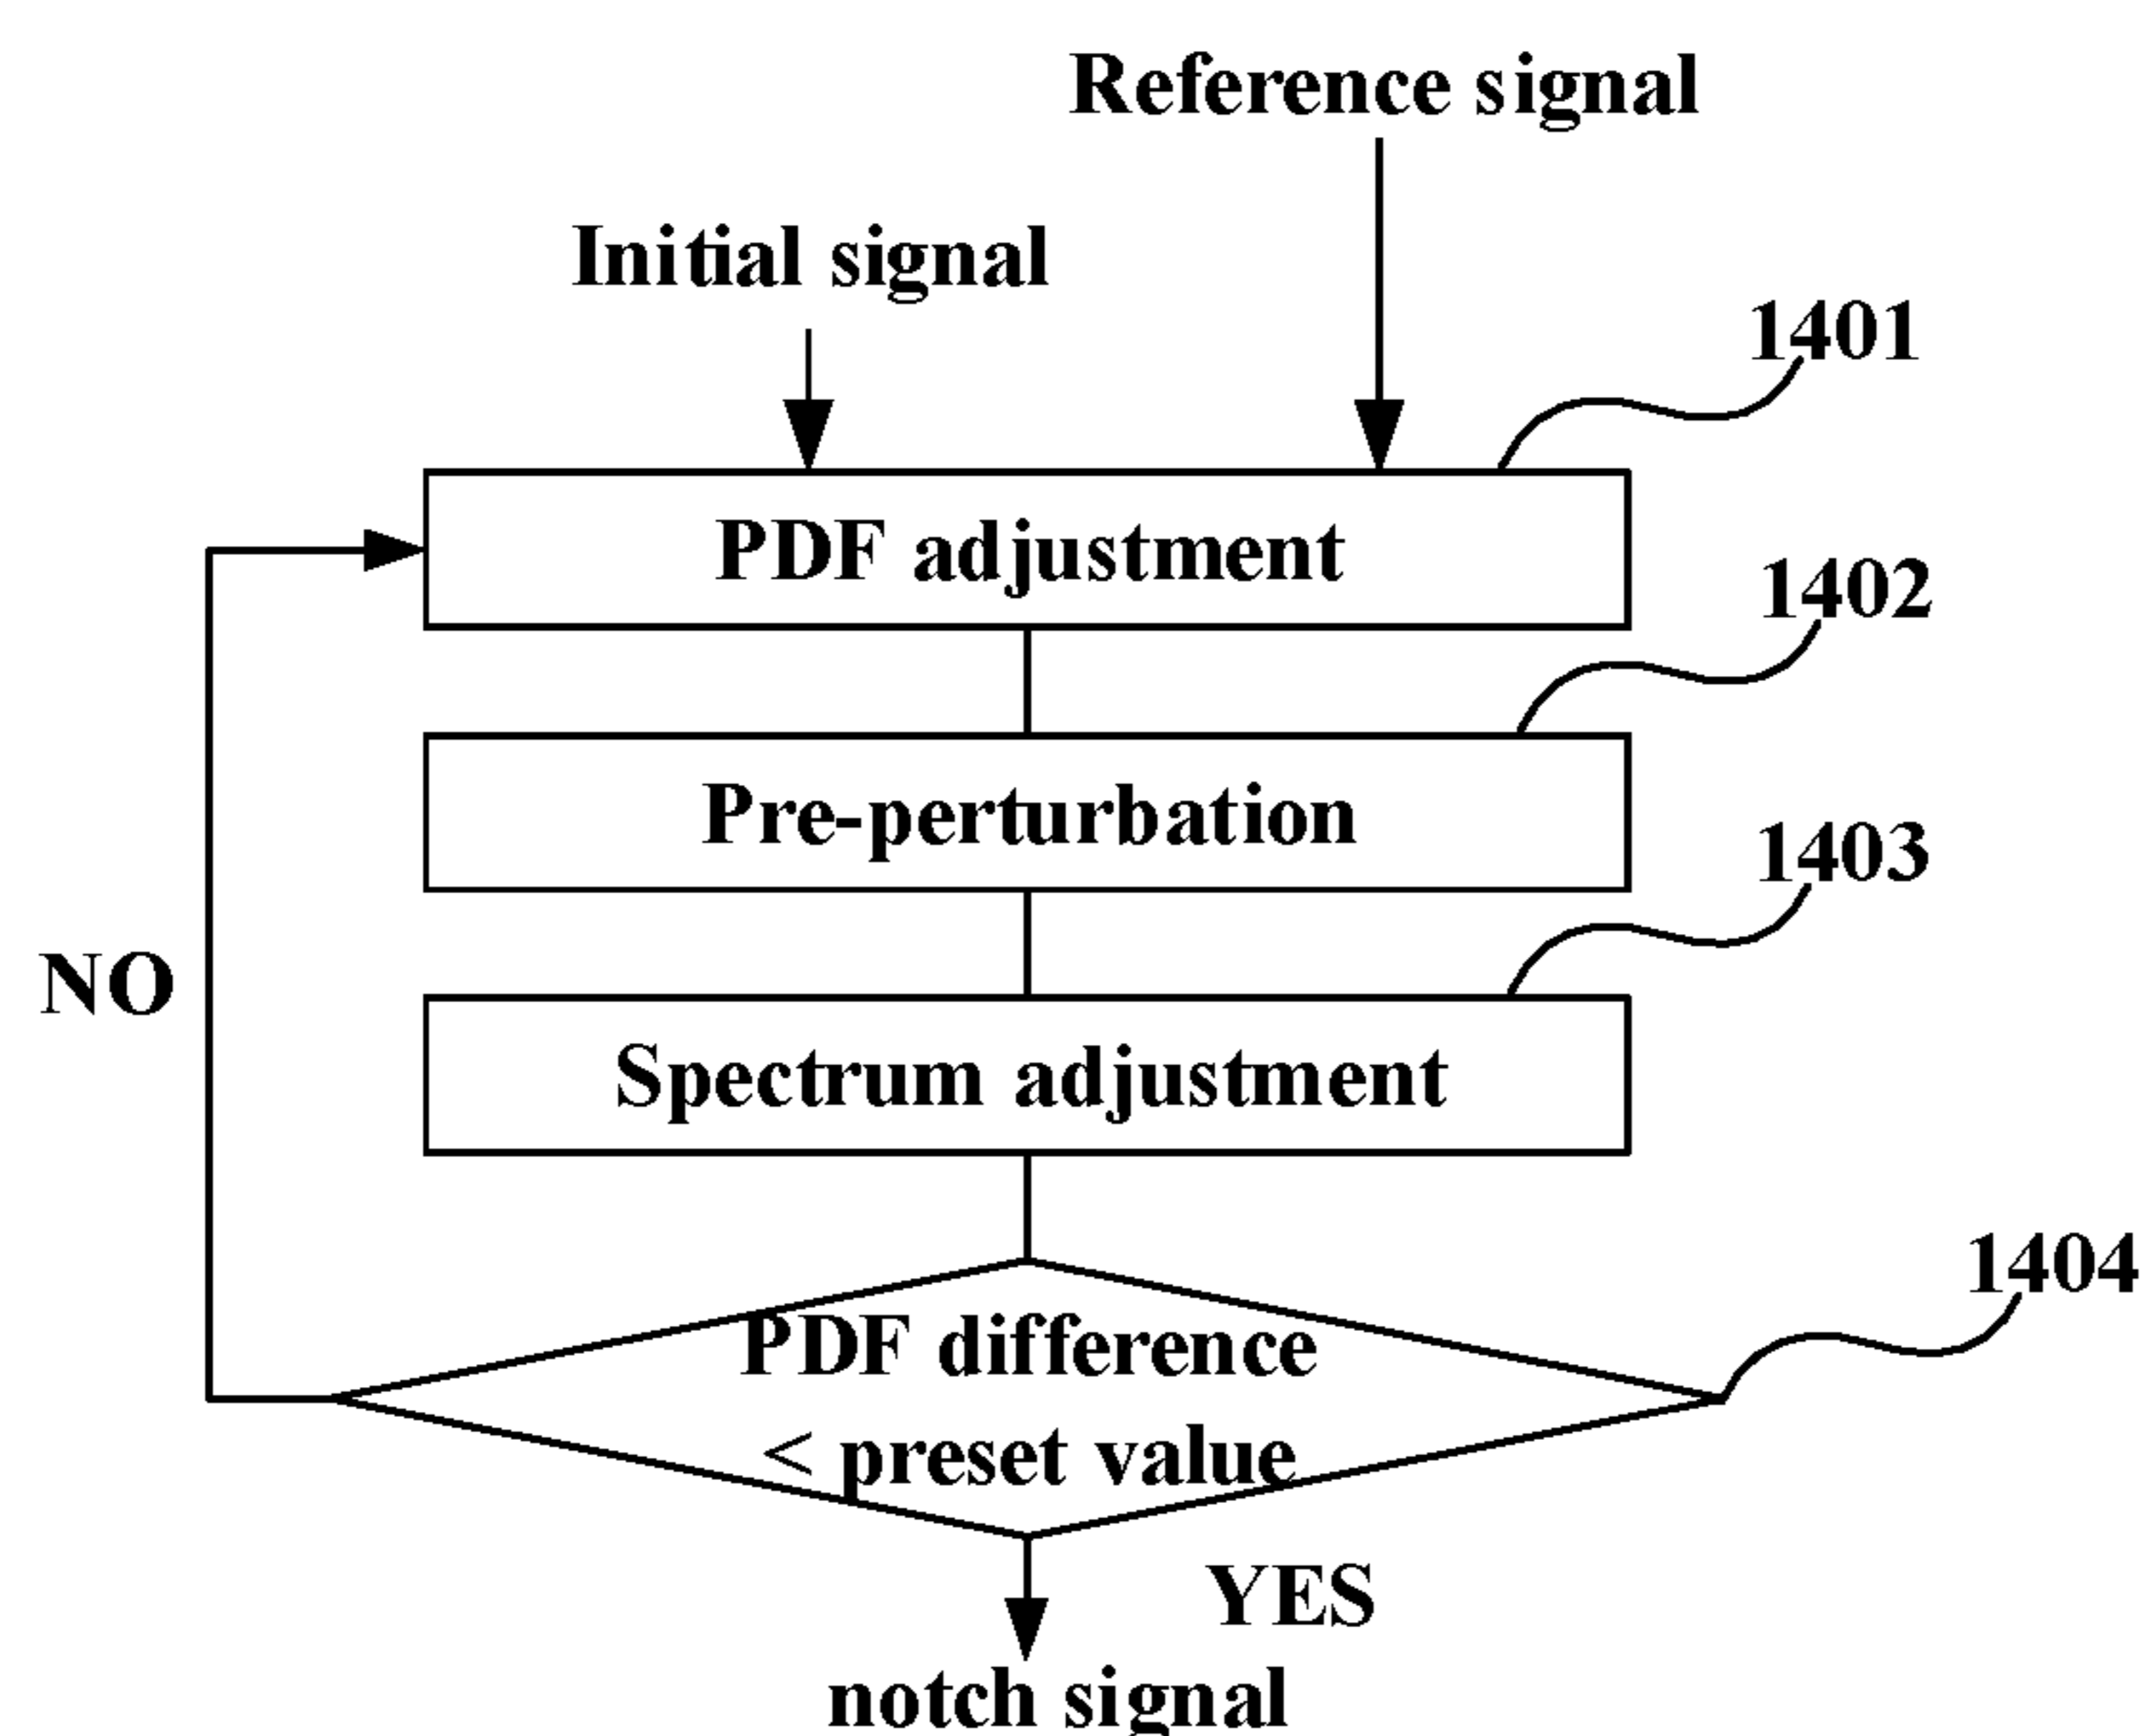 Reference signal
Initial signal
1401
PDF adjustment
1402
Pre-perturbation
1403
Spectrum adjustment
NO
1404
PDF difference
< preset value
YES
notch signal